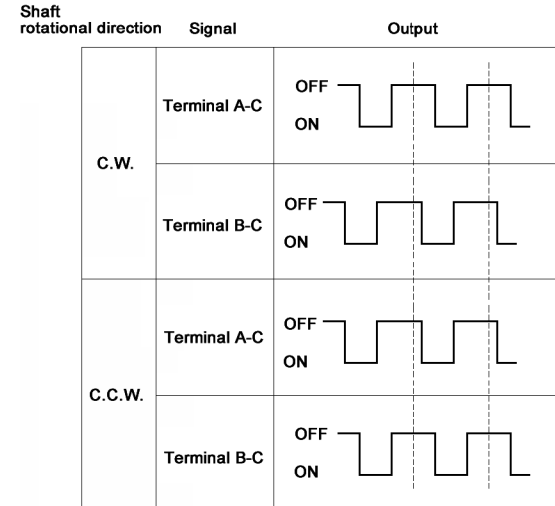 Shaft
rotational direction Signal Output
Terminal A-C OFF
ON
C.W.
Terminal B-C OFF
ON
Terminal A-C OFF
ON
C.C.W.
Terminal B-C OFF
ON